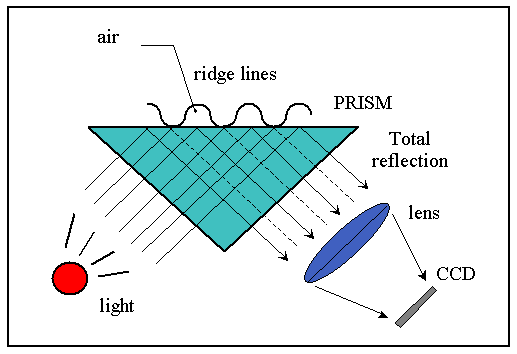 air
ridge lines
PRISM
Total
reflection
lens
CCD
light